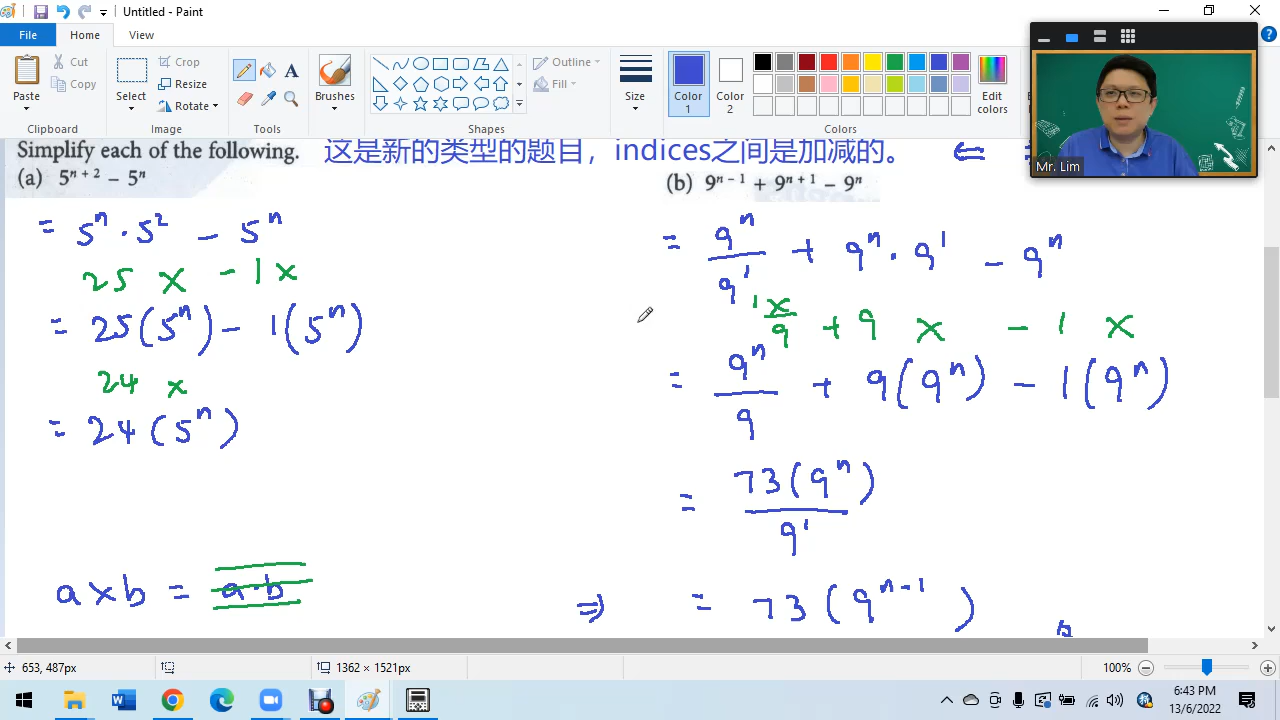 Untitled - Paint
File Home View
Paste Cut Copy Clipboard
Select Crop Resize Rotate Image
Tools
Brushes
Shapes
Outline Fill
Size
Color 1 Color 2 Colors
Edit colors
Mr. Lim
Simplify each of the following. 这是新的类型的题目，indices之间是加减的。 ⇐
(a) 5ⁿ⁺² – 5ⁿ
= 5ⁿ · 5² – 5ⁿ
25 x – 1 x
= 25(5ⁿ) – 1(5ⁿ)
24 x
= 24(5ⁿ)
a x b = a·b
(b) 9ⁿ⁻¹ + 9ⁿ⁺¹ – 9ⁿ
= 9ⁿ/9¹ + 9ⁿ · 9¹ – 9ⁿ
1 x/9 + 9 x – 1 x
= 9ⁿ/9 + 9(9ⁿ) – 1(9ⁿ)
= 73(9ⁿ)/9¹
⇒ = 73(9ⁿ⁻¹)
653, 487px 1362 × 1521px 100%
6:43 PM
13/6/2022